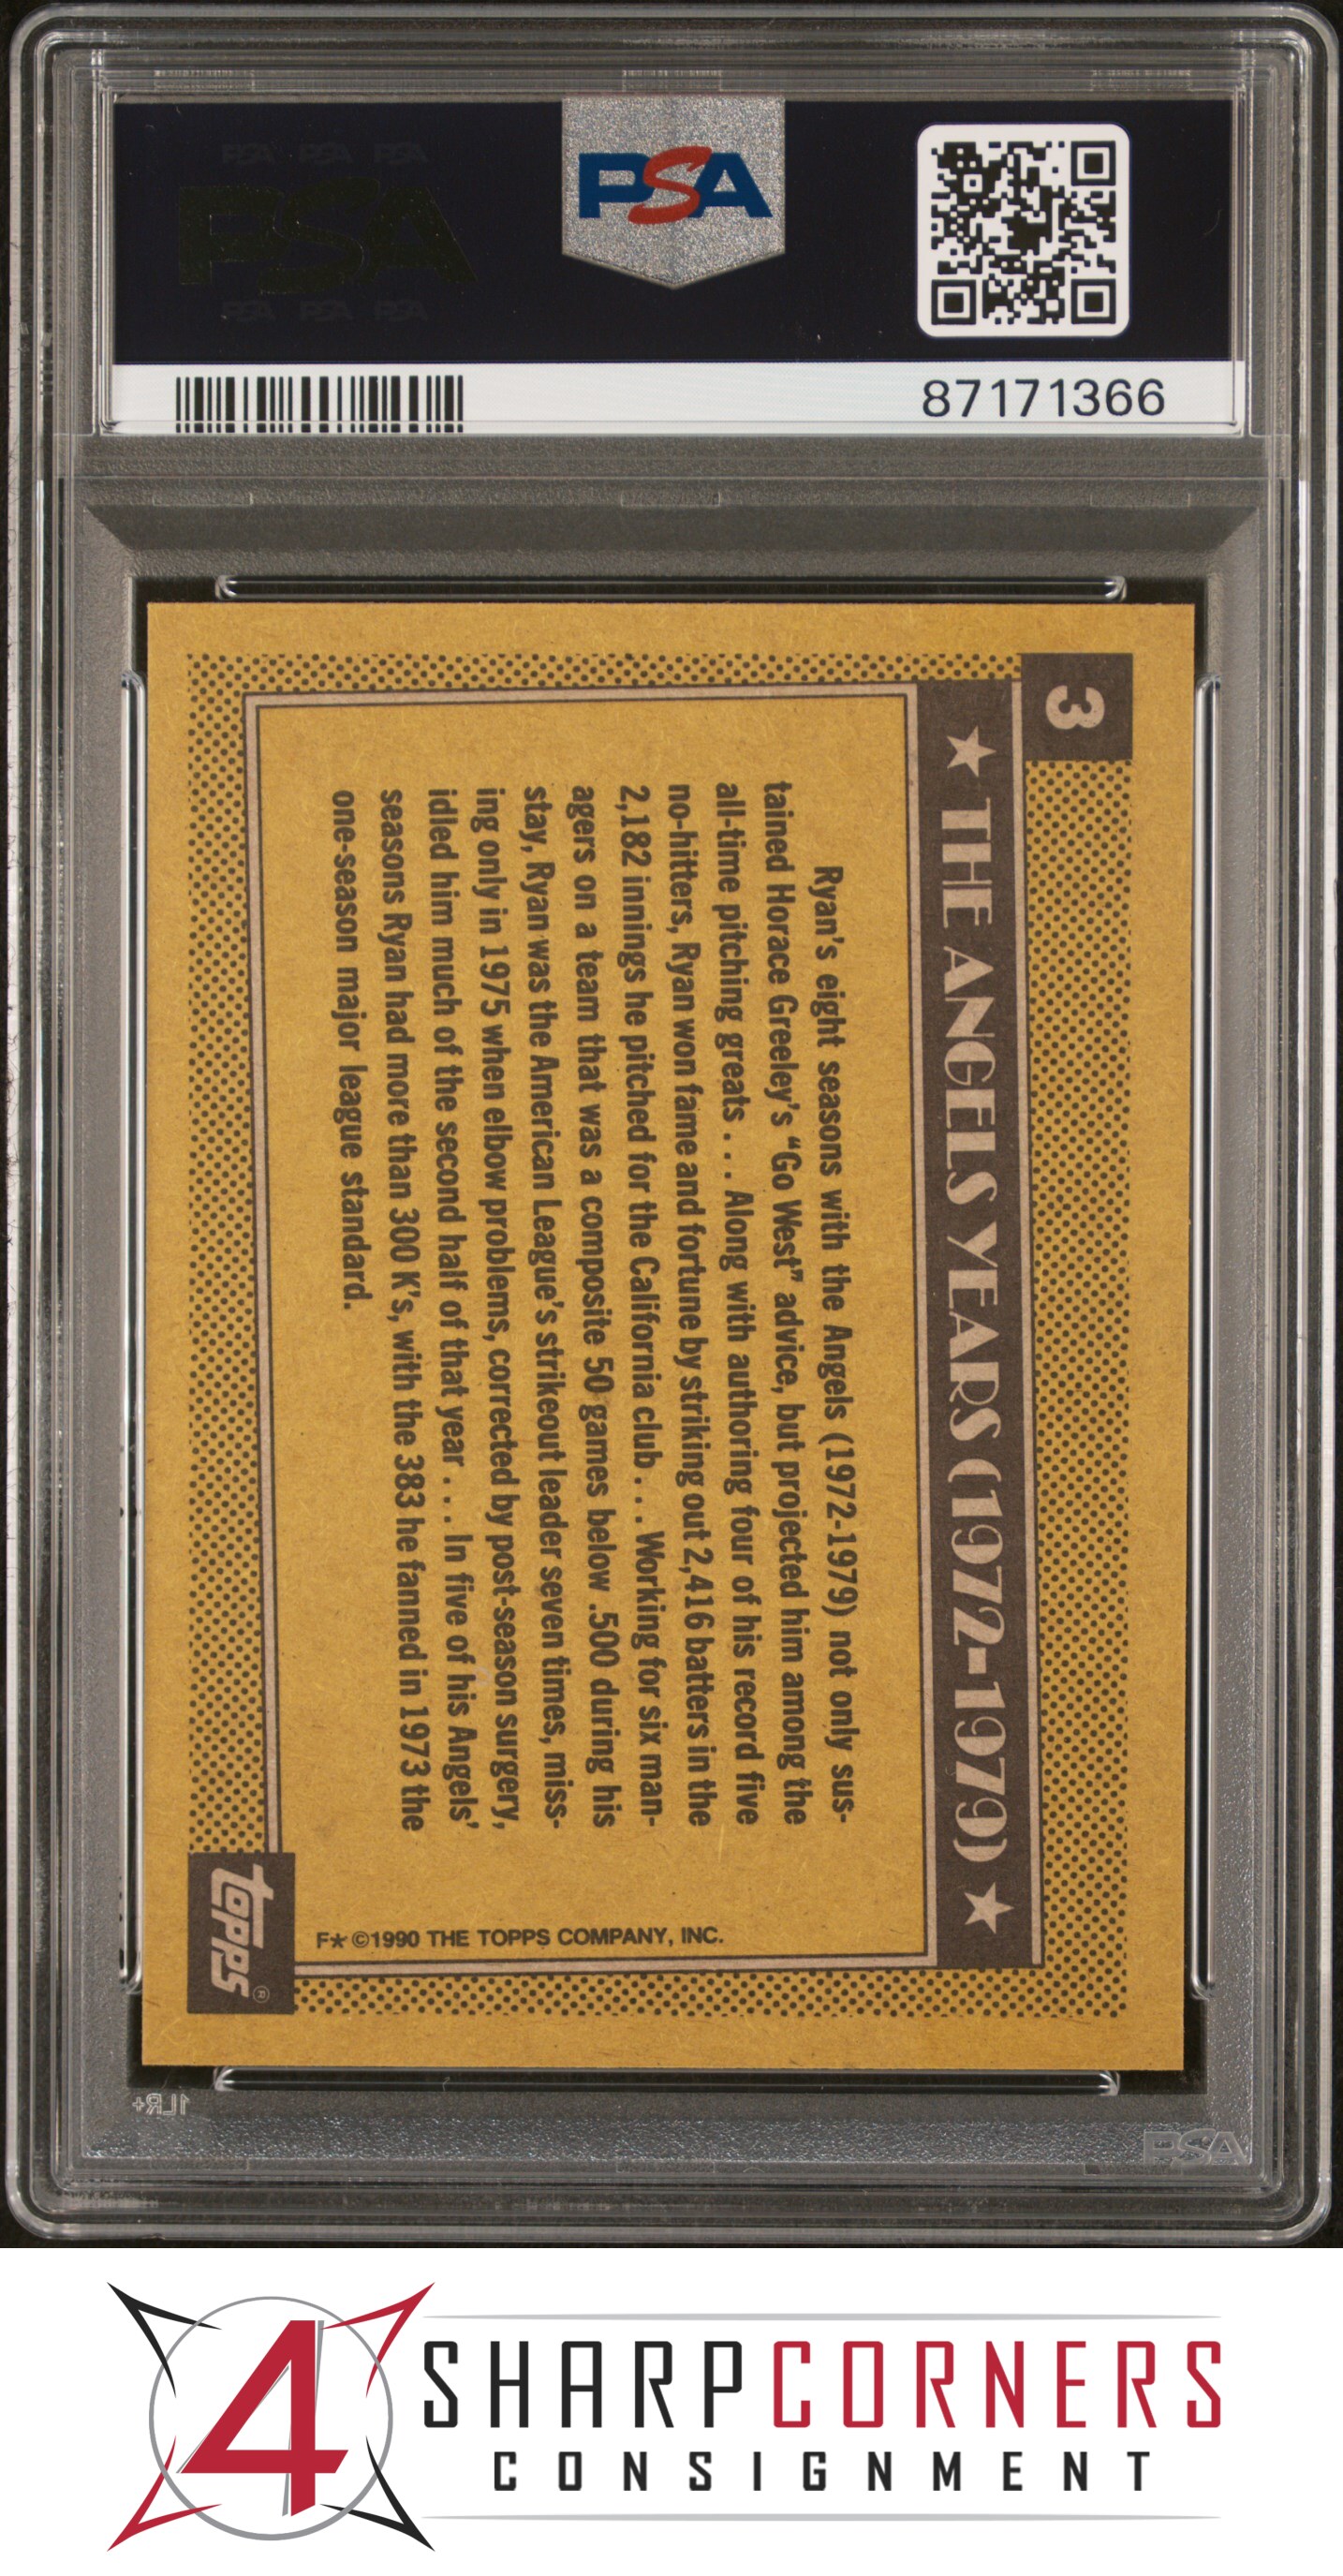 PSA PSA PSA
PSA
PSA PSA PSA
PSA
87171366
3
★ THE ANGELS YEARS (1972-1979) ★
Ryan's eight seasons with the Angels (1972-1979) not only sus-
tained Horace Greeley's "Go West" advice, but projected him among the
all-time pitching greats . . . Along with authoring four of his record five
no-hitters, Ryan won fame and fortune by striking out 2,416 batters in the
2,182 innings he pitched for the California club . . . Working for six man-
agers on a team that was a composite 50 games below .500 during his
stay, Ryan was the American League's strikeout leader seven times, miss-
ing only in 1975 when elbow problems, corrected by post-season surgery,
idled him much of the second half of that year . . . In five of his Angels'
seasons Ryan had more than 300 K's, with the 383 he fanned in 1973 the
one-season major league standard.
F★©1990 THE TOPPS COMPANY, INC.
topps®
1LR+
PSA
4
SHARPCORNERS
CONSIGNMENT